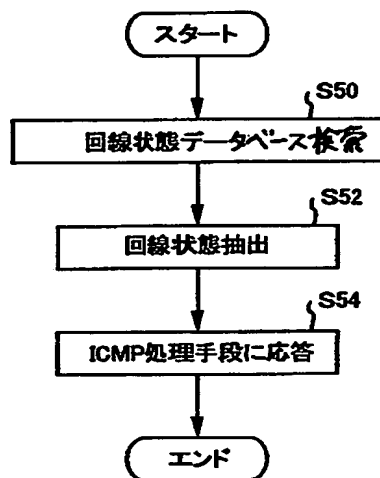 スタート
S50
回線状態データベース検索
S52
回線状態抽出
S54
ICMP処理手段に応答
エンド